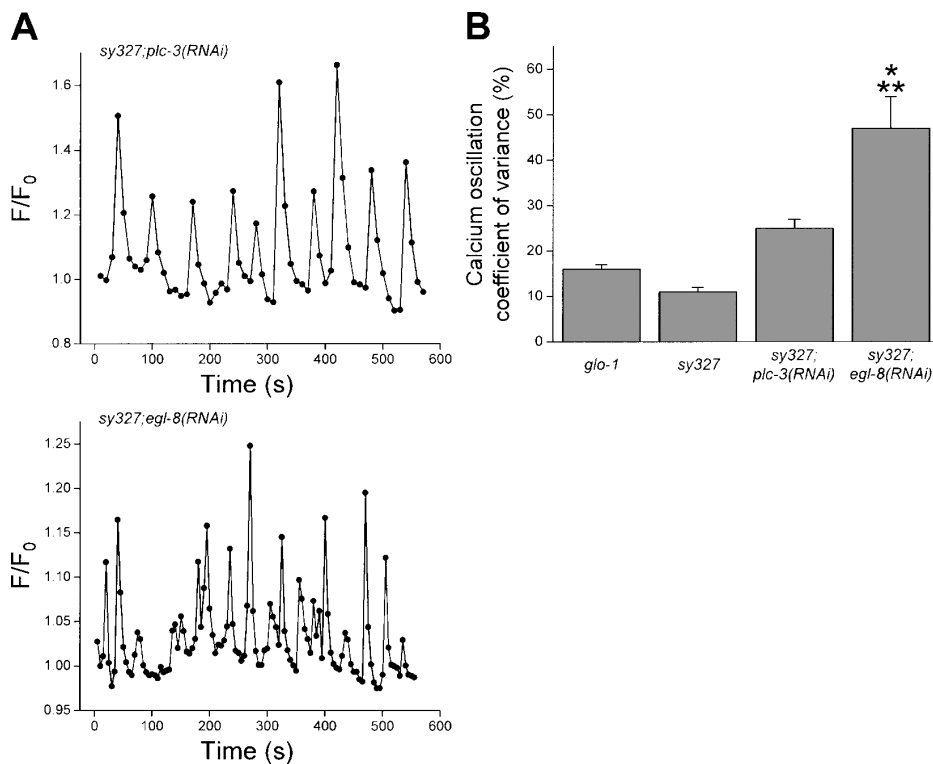 A
sy327;plc-3(RNAi)
1.6
1.4
1.2
1.0
0.8
F/F0
0 100 200 300 400 500 600
Time (s)
sy327;egl-8(RNAi)
1.25
1.20
1.15
1.10
1.05
1.00
0.95
F/F0
0 100 200 300 400 500 600
Time (s)
B
Calcium oscillation
coefficient of variance (%)
60
50
40
30
20
10
0
*
**
glo-1
sy327
sy327;
plc-3(RNAi)
sy327;
egl-8(RNAi)